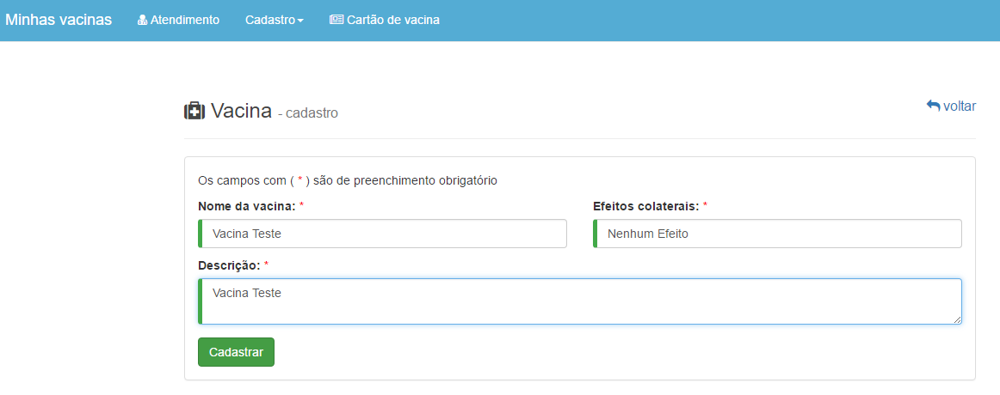 Minhas vacinas Atendimento Cadastro Cartão de vacina
Vacina - cadastro voltar
Os campos com ( * ) são de preenchimento obrigatório
Nome da vacina: * Efeitos colaterais: *
Vacina Teste Nenhum Efeito
Descrição: *
Vacina Teste
Cadastrar